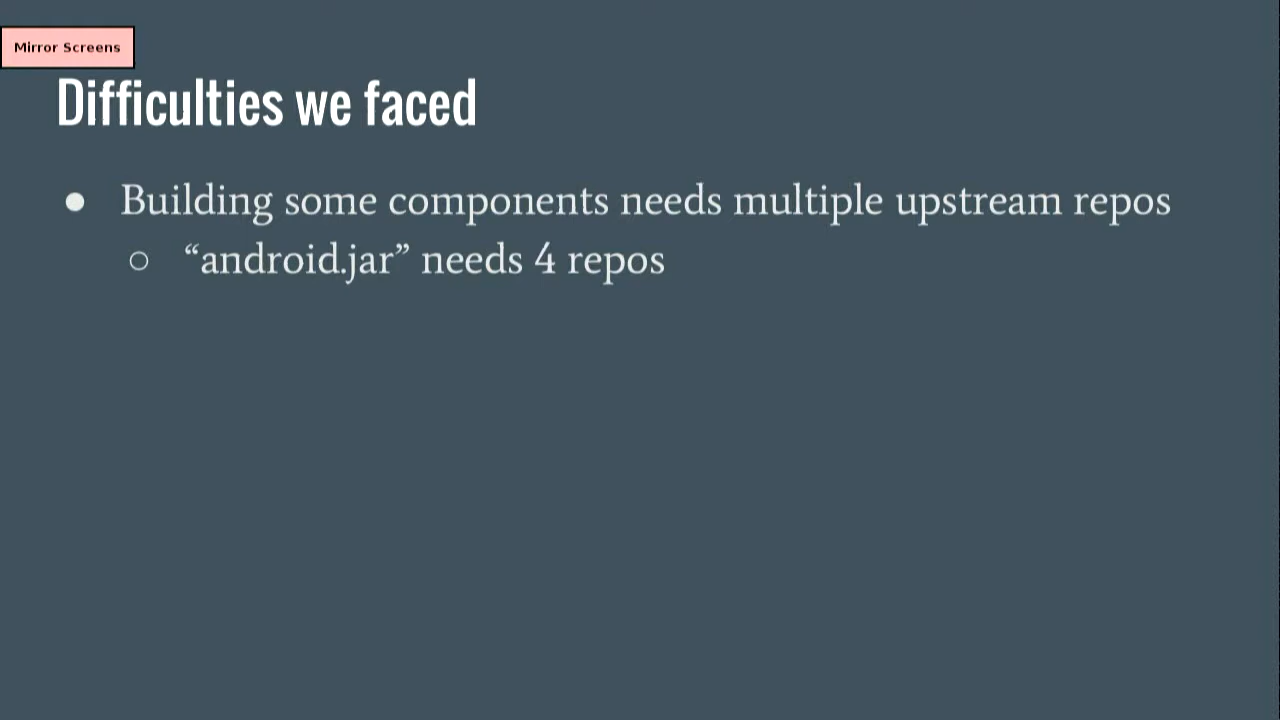 Mirror Screens
Difficulties we faced
● Building some components needs multiple upstream repos
○ “android.jar” needs 4 repos